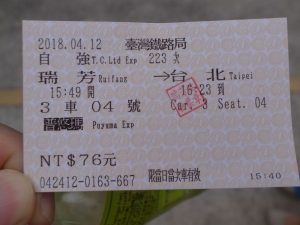 2018.04.12 臺灣鐵路局
自強 T.C.Ltd Exp 223 次
瑞芳 Ruifang →台北 Taipei
15:49 開 16:23 到
3 車 04 號 Car. 3 Seat. 04
普悠瑪 Puyuma Exp
NT$76元
042412-0163-667 限當日當次車有效 15:40